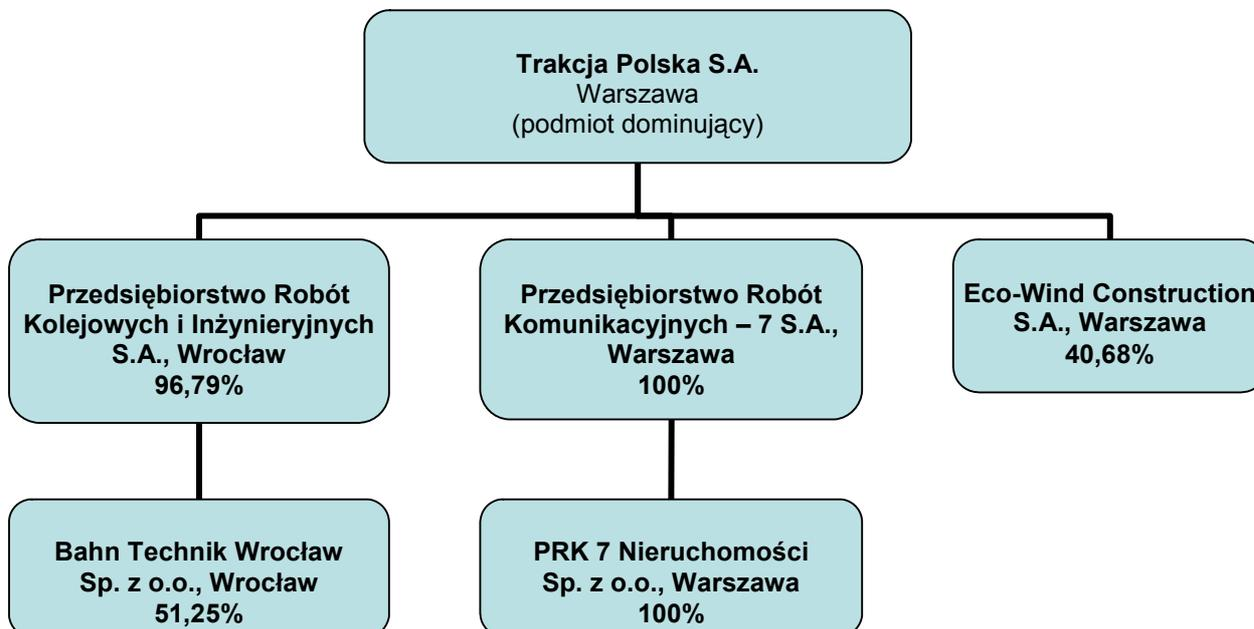 Trakcja Polska S.A.
Warszawa
(podmiot dominujący)
Przedsiębiorstwo Robót
Kolejowych i Inżynieryjnych
S.A., Wrocław
96,79%
Przedsiębiorstwo Robót
Komunikacyjnych – 7 S.A.,
Warszawa
100%
Eco-Wind Construction
S.A., Warszawa
40,68%
Bahn Technik Wrocław
Sp. z o.o., Wrocław
51,25%
PRK 7 Nieruchomości
Sp. z o.o., Warszawa
100%